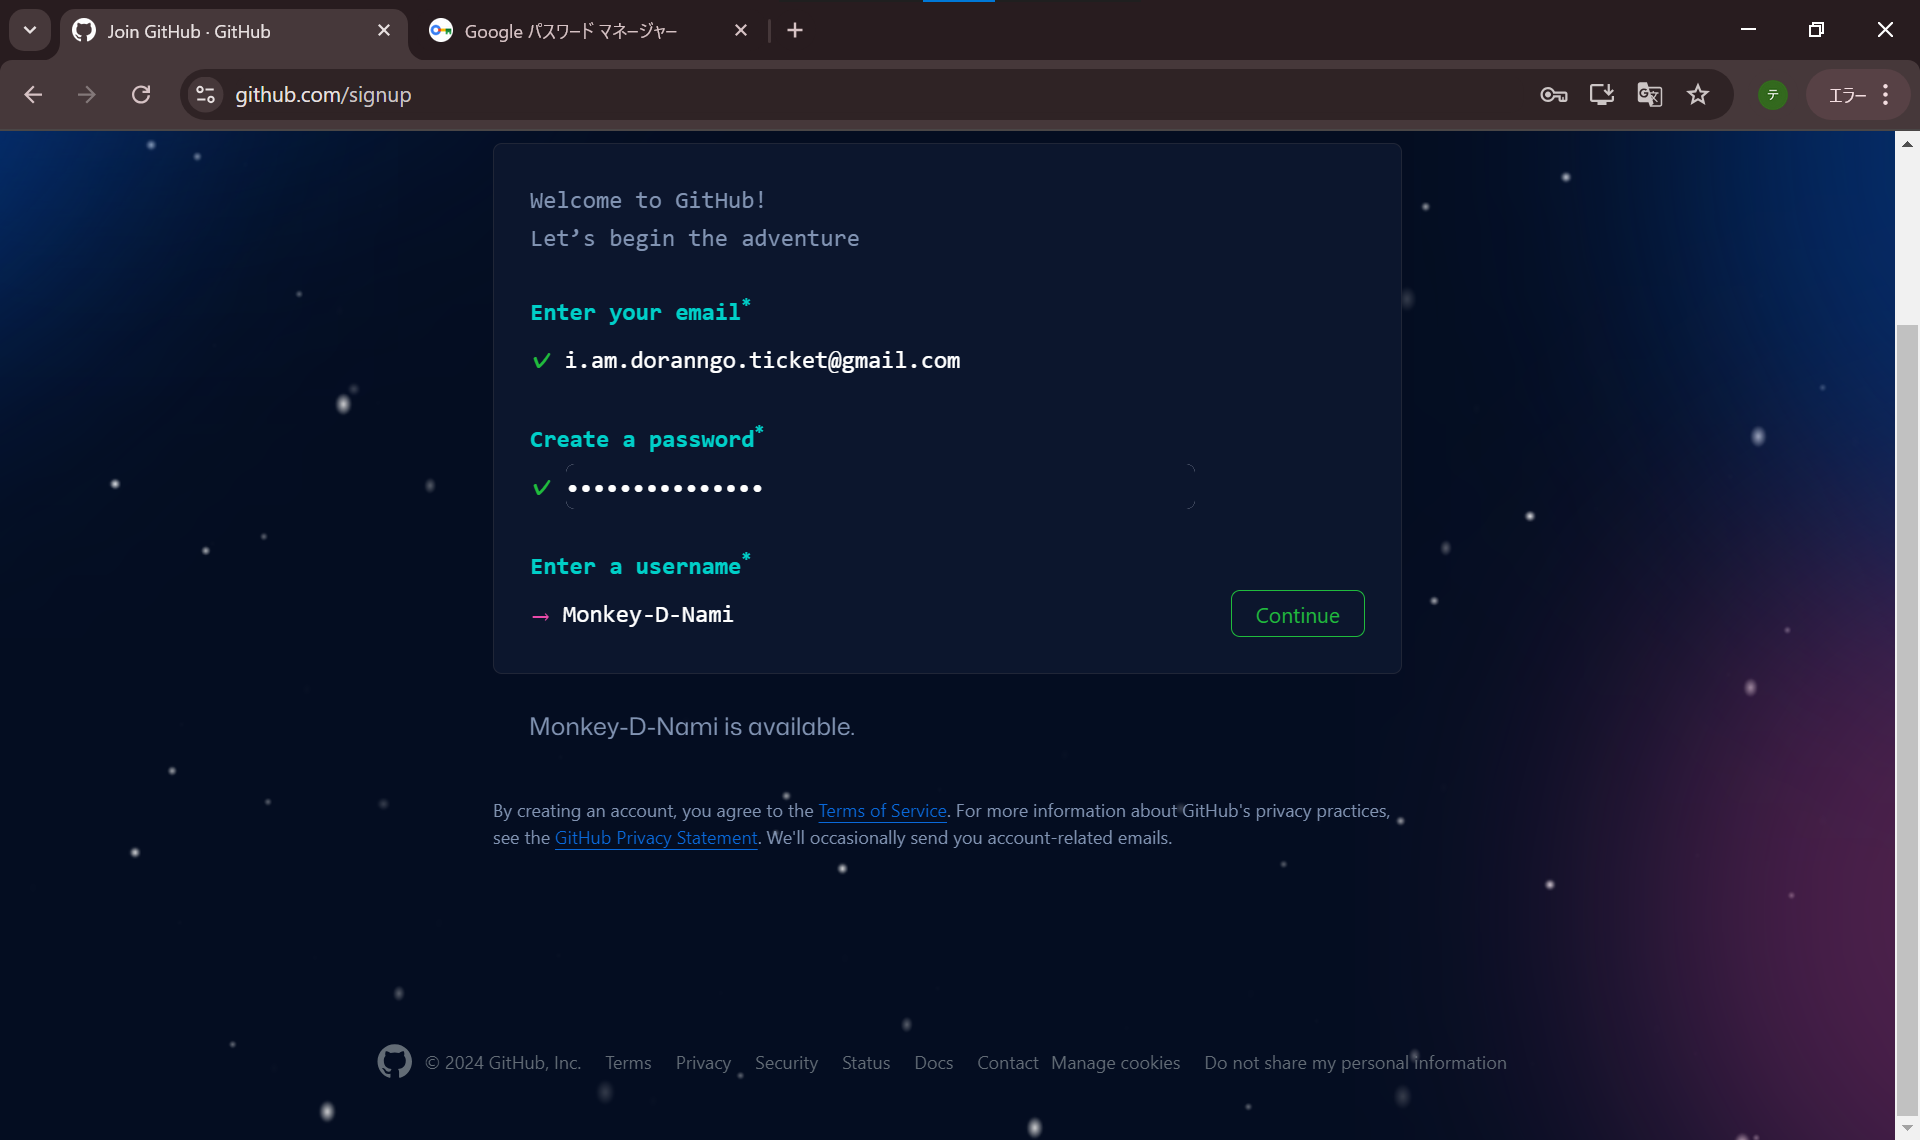 Join GitHub · GitHub
Google パスワード マネージャー
github.com/signup
テ
エラー
Welcome to GitHub!
Let’s begin the adventure
Enter your email*
✓ i.am.doranngo.ticket@gmail.com
Create a password*
✓ •••••••••••••••
Enter a username*
→ Monkey-D-Nami
Continue
Monkey-D-Nami is available.
By creating an account, you agree to the Terms of Service. For more information about GitHub's privacy practices,
see the GitHub Privacy Statement. We'll occasionally send you account-related emails.
© 2024 GitHub, Inc. Terms Privacy Security Status Docs Contact Manage cookies Do not share my personal information